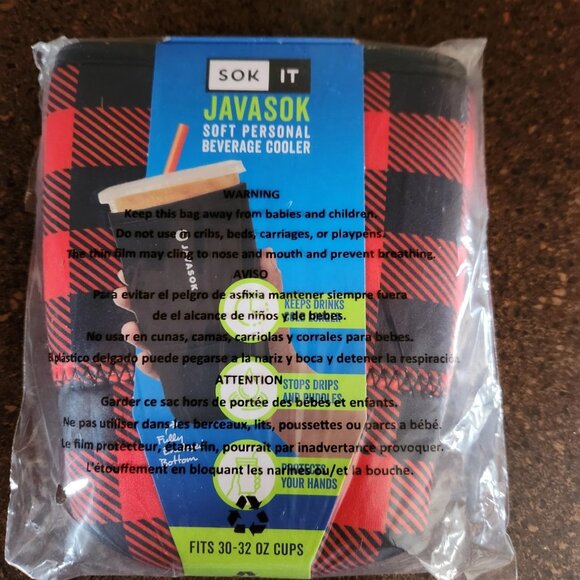 SOK IT
JAVASOK
SOFT PERSONAL
BEVERAGE COOLER
WARNING
Keep this bag away from babies and children.
Do not use in cribs, beds, carriages, or playpens.
The thin film may cling to nose and mouth and prevent breathing.
AVISO
Para evitar el peligro de asfixia mantener siempre fuera
de el alcance de niños y de bebes.
No usar en cunas, camas, carriolas y corrales para bebes.
El plástico delgado puede pegarse a la nariz y boca y detener la respiración
ATTENTION
Garder ce sac hors de portée des bébés et enfants.
Ne pas utiliser dans les berceaux, lits, poussettes ou parcs a bébé.
Le film protecteur, étant fin, pourrait par inadvertance provoquer.
L'étouffement en bloquant les narines ou/et la bouche.
JAVASOK
KEEPS DRINKS
STOPS DRIPS
AND PUDDLES
PROTECTS
YOUR HANDS
Fully
Bottom
FITS 30-32 OZ CUPS